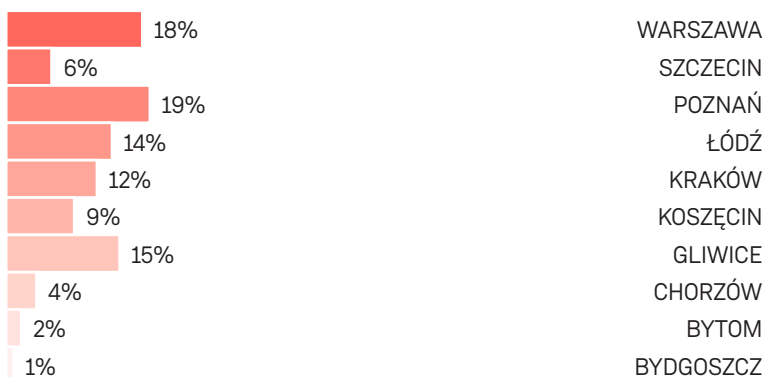 18% WARSZAWA
6% SZCZECIN
19% POZNAŃ
14% ŁÓDŹ
12% KRAKÓW
9% KOSZĘCIN
15% GLIWICE
4% CHORZÓW
2% BYTOM
1% BYDGOSZCZ